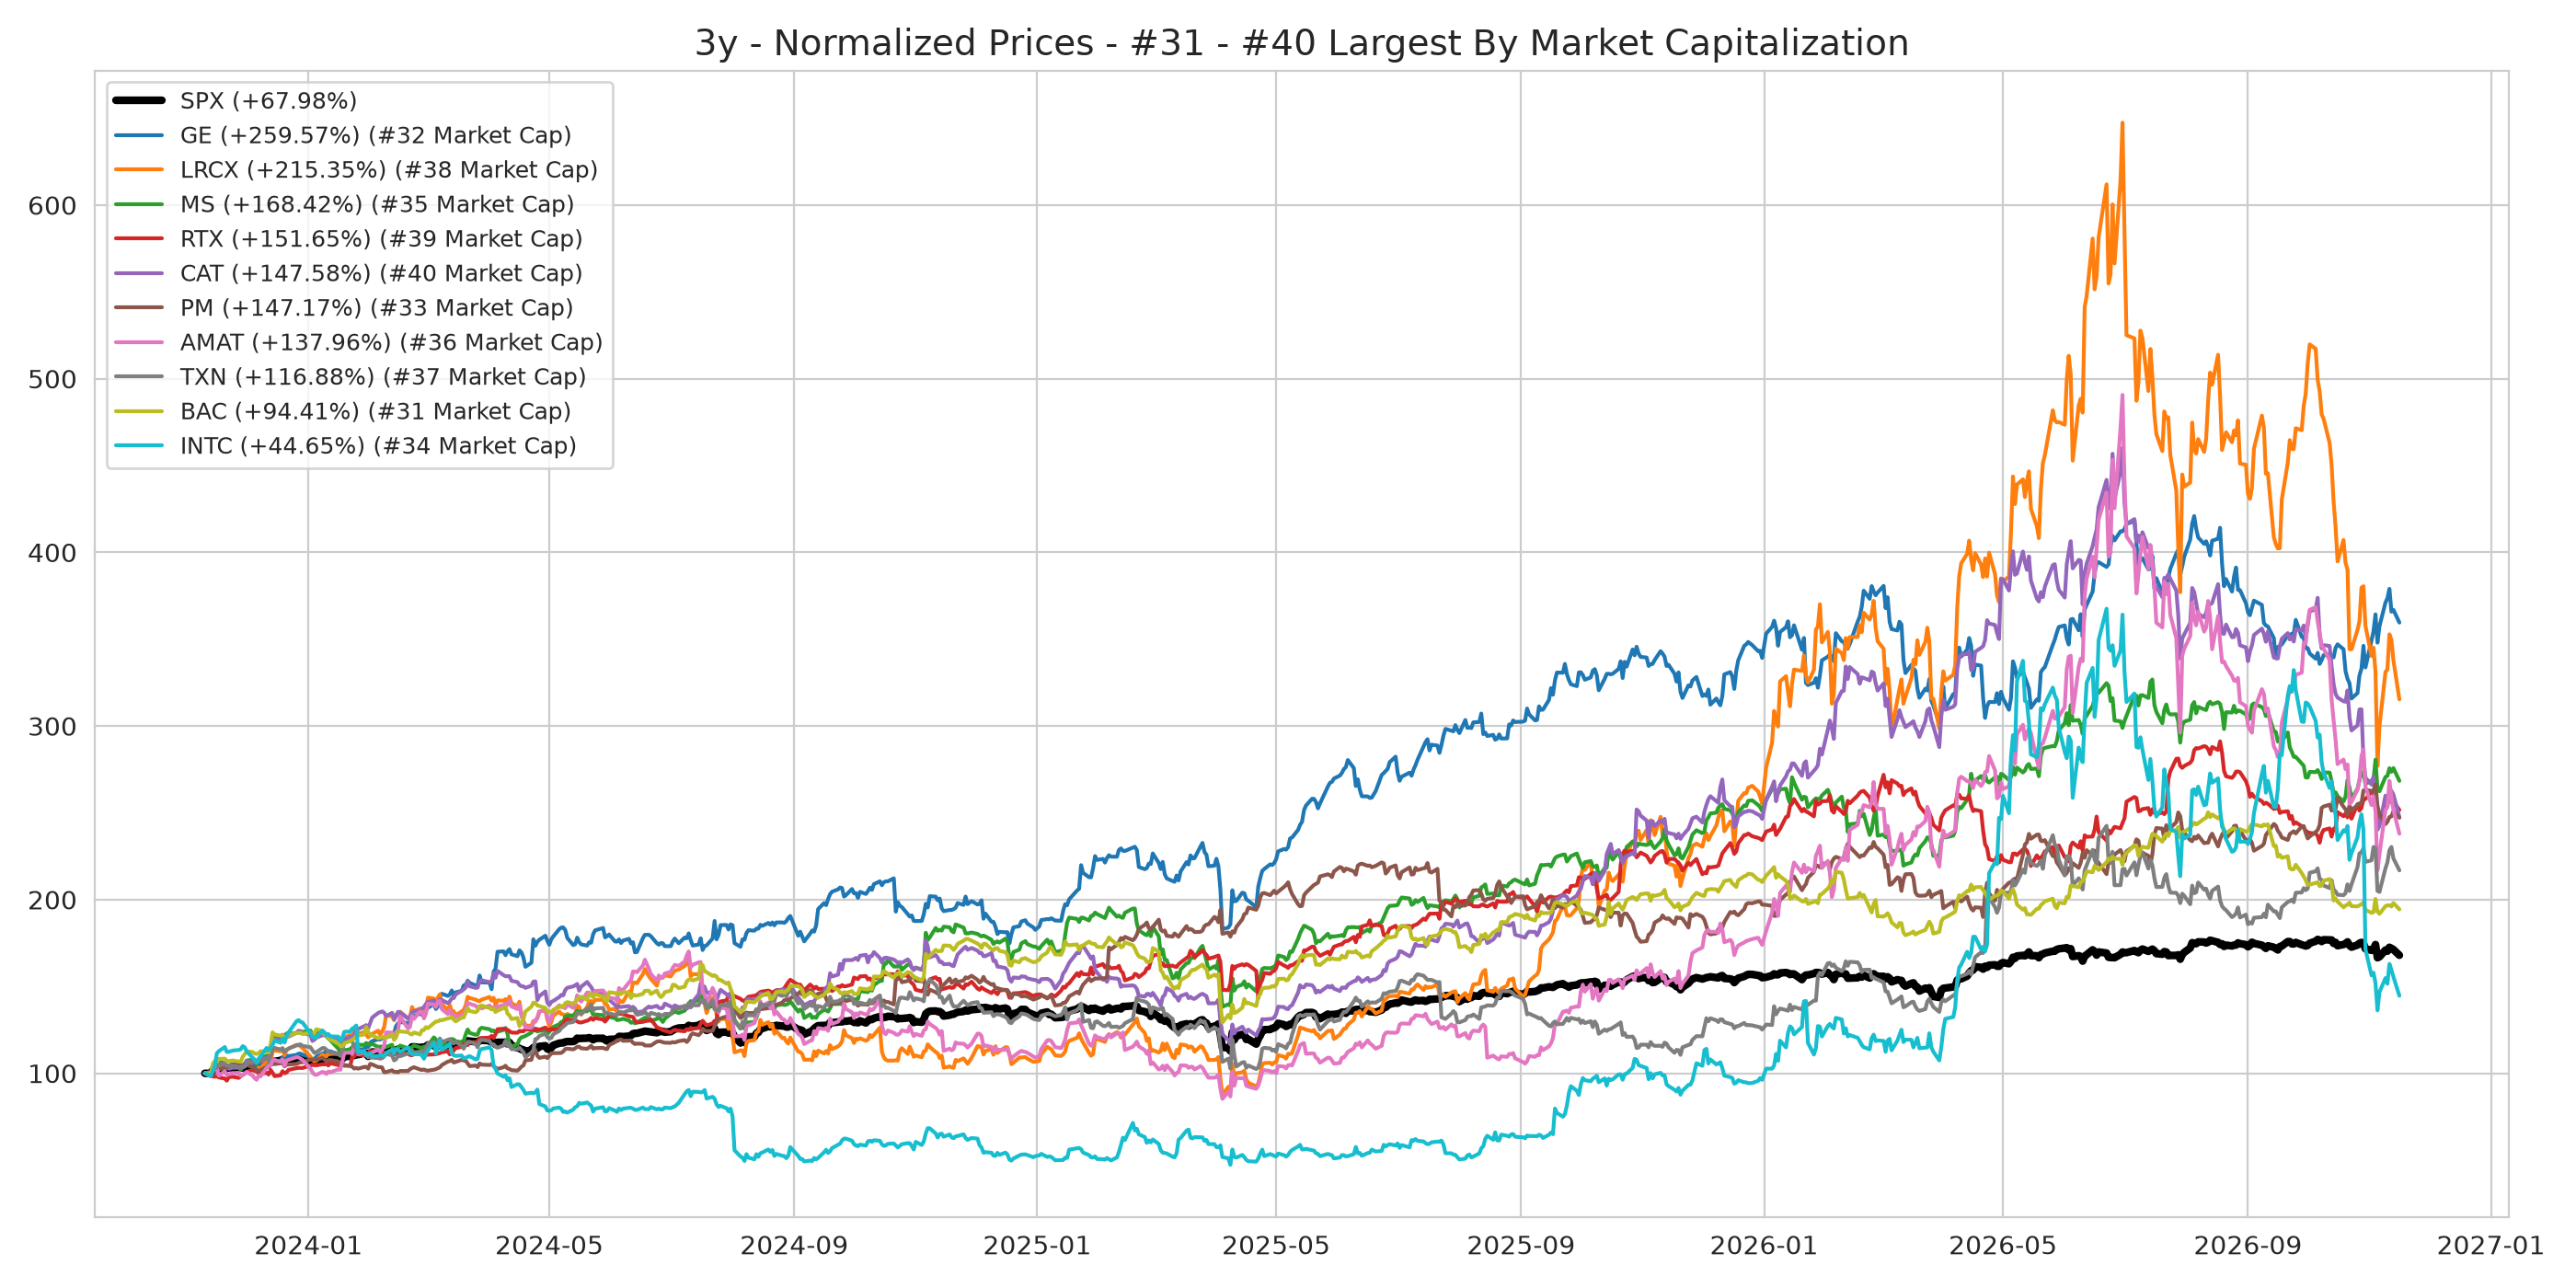 3y - Normalized Prices - #31 - #40 Largest By Market Capitalization
SPX (+67.98%)
GE (+259.57%) (#32 Market Cap)
LRCX (+215.35%) (#38 Market Cap)
MS (+168.42%) (#35 Market Cap)
RTX (+151.65%) (#39 Market Cap)
CAT (+147.58%) (#40 Market Cap)
PM (+147.17%) (#33 Market Cap)
AMAT (+137.96%) (#36 Market Cap)
TXN (+116.88%) (#37 Market Cap)
BAC (+94.41%) (#31 Market Cap)
INTC (+44.65%) (#34 Market Cap)
600
500
400
300
200
100
2024-01 2024-05 2024-09 2025-01 2025-05 2025-09 2026-01 2026-05 2026-09 2027-01